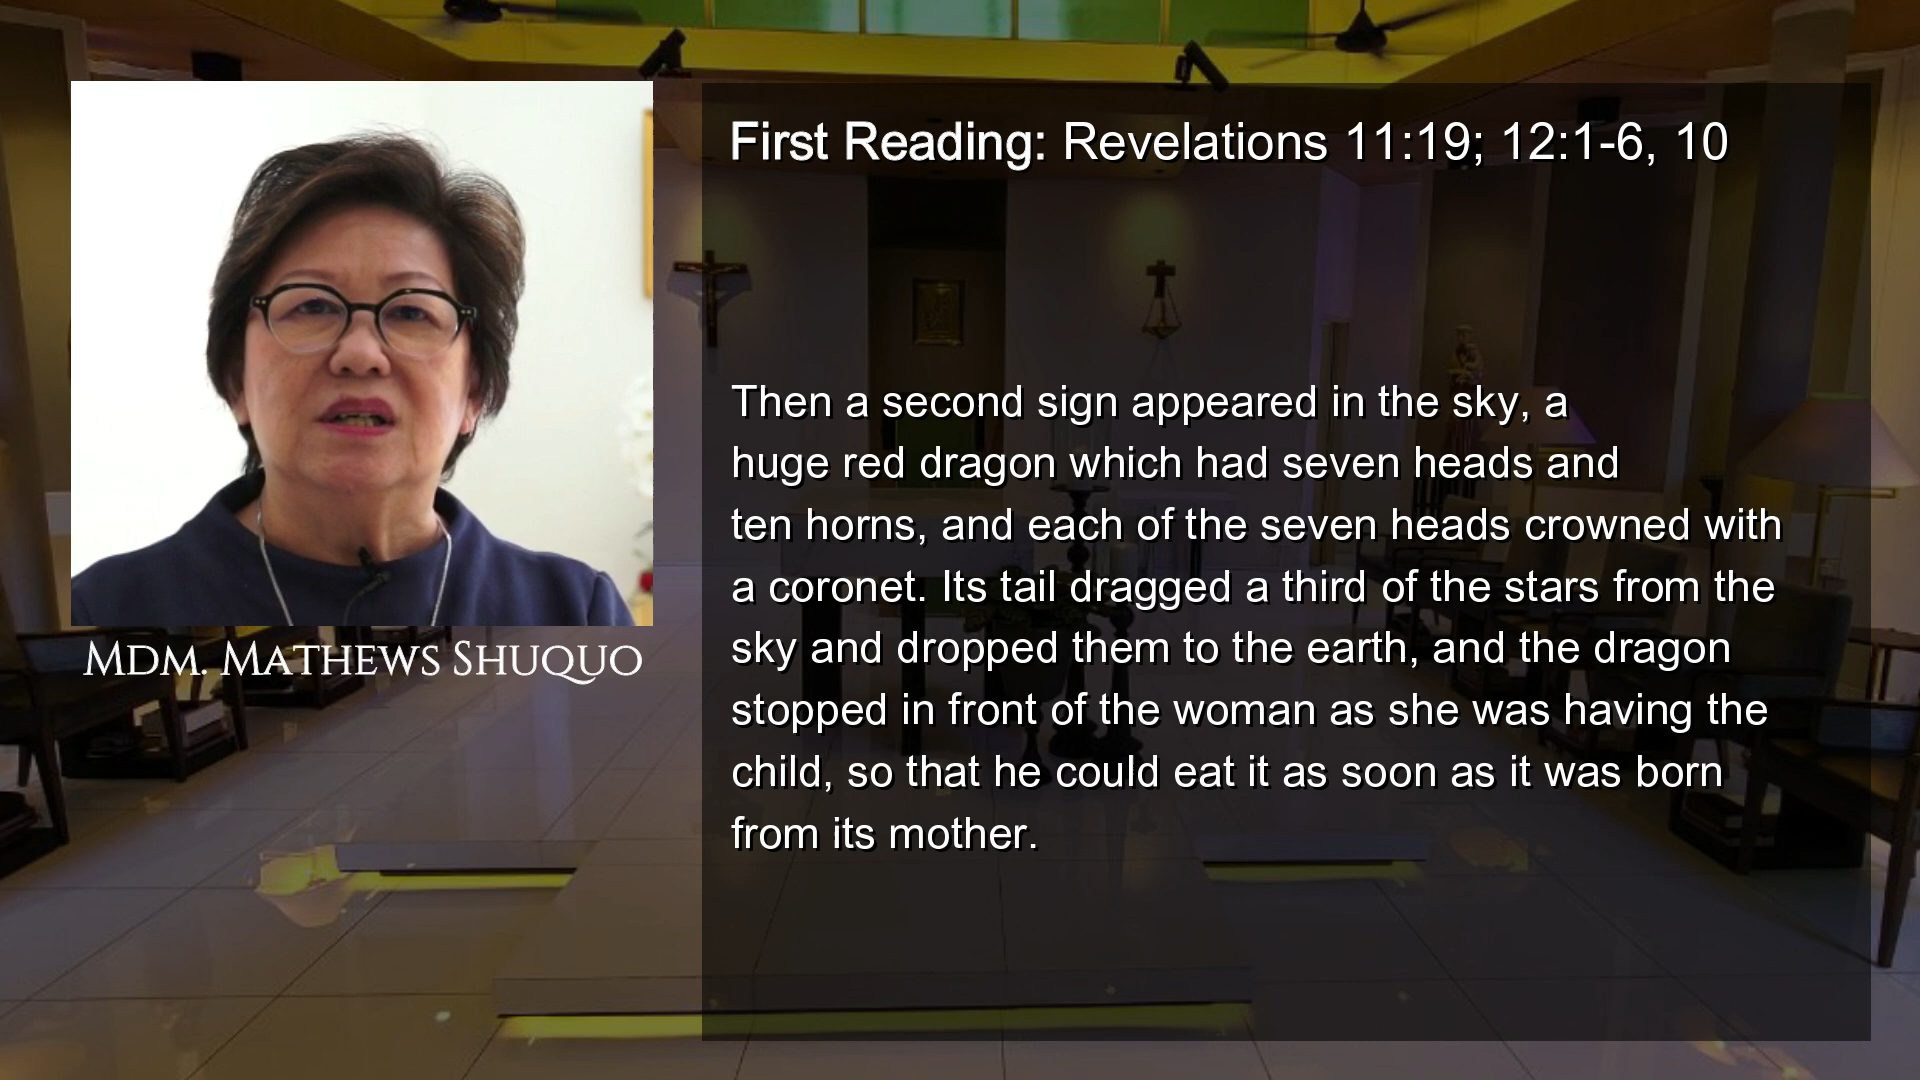 First Reading: Revelations 11:19; 12:1-6, 10
Then a second sign appeared in the sky, a
huge red dragon which had seven heads and
ten horns, and each of the seven heads crowned with
a coronet. Its tail dragged a third of the stars from the
sky and dropped them to the earth, and the dragon
stopped in front of the woman as she was having the
child, so that he could eat it as soon as it was born
from its mother.
Mdm. Mathews Shuquo